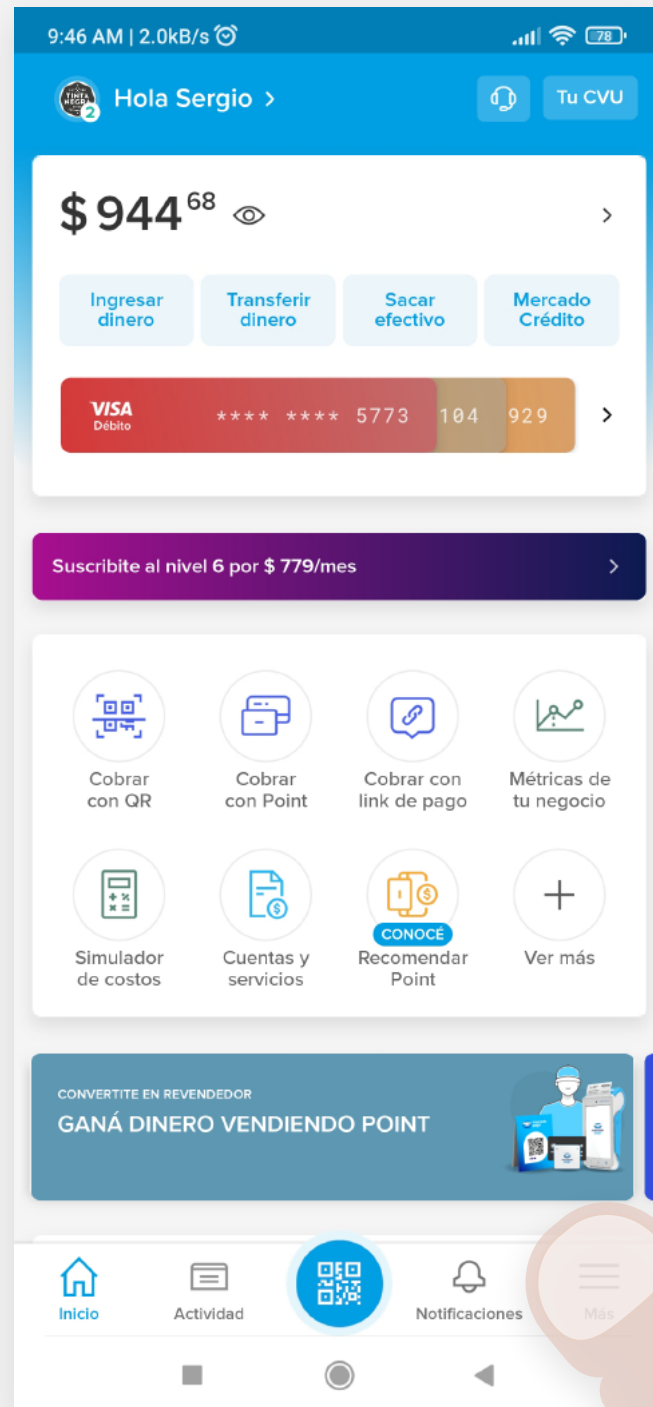 9:46 AM | 2.0kB/s
78
TINTA NEGRA
2
Hola Sergio >
Tu CVU
$ 944 68
Ingresar dinero
Transferir dinero
Sacar efectivo
Mercado Crédito
VISA
Débito
**** **** 5773 104 929
Suscribite al nivel 6 por $ 779/mes
Cobrar con QR
Cobrar con Point
Cobrar con link de pago
Métricas de tu negocio
CONOCÉ
Simulador de costos
Cuentas y servicios
Recomendar Point
Ver más
CONVERTITE EN REVENDEDOR
GANÁ DINERO VENDIENDO POINT
Inicio
Actividad
Notificaciones
Más